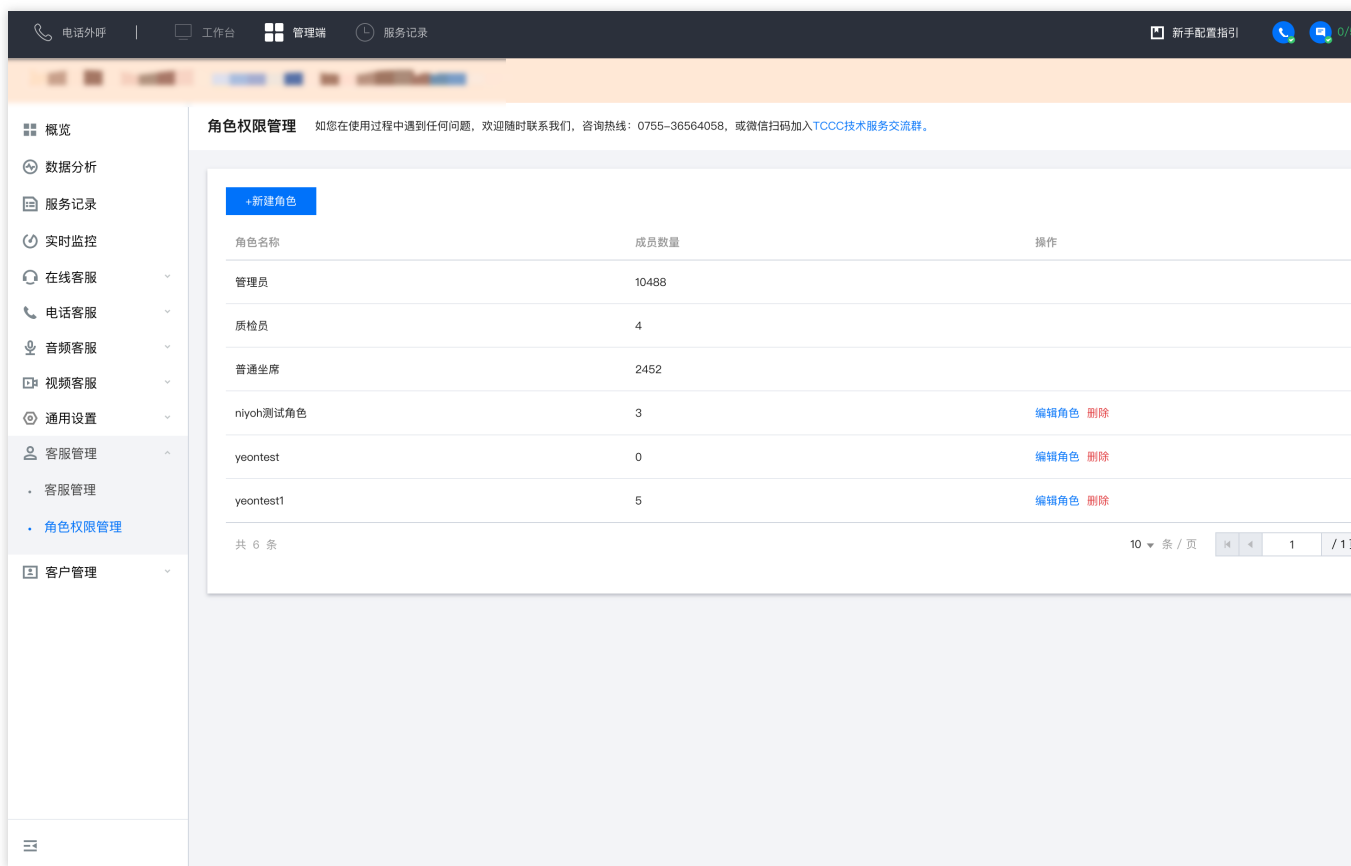 电话外呼 | 工作台 管理端 服务记录 新手配置指引
概览
数据分析
服务记录
实时监控
在线客服
电话客服
音频客服
视频客服
通用设置
客服管理
客服管理
角色权限管理
客户管理
角色权限管理 如您在使用过程中遇到任何问题，欢迎随时联系我们，咨询热线：0755-36564058，或微信扫码加入TCCC技术服务交流群。
+新建角色
角色名称 成员数量 操作
管理员 10488
质检员 4
普通坐席 2452
niyoh测试角色 3 编辑角色 删除
yeontest 0 编辑角色 删除
yeontest1 5 编辑角色 删除
共 6 条 10 条 / 页 1 / 1